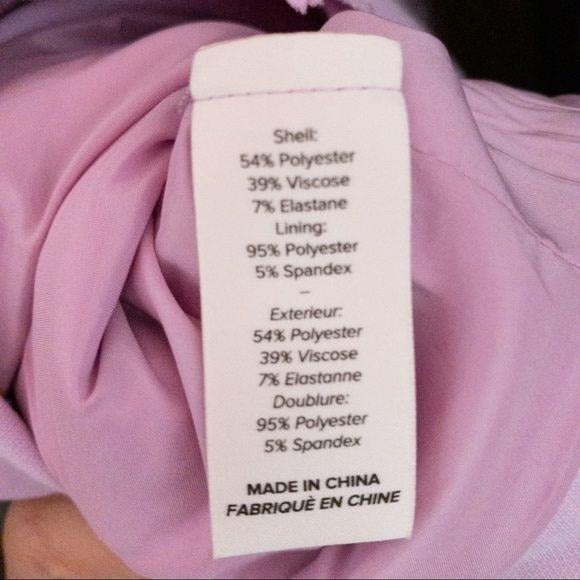 Shell:
54% Polyester
39% Viscose
7% Elastane
Lining:
95% Polyester
5% Spandex
–
Exterieur:
54% Polyester
39% Viscose
7% Elastanne
Doublure:
95% Polyester
5% Spandex
MADE IN CHINA
FABRIQUÈ EN CHINE